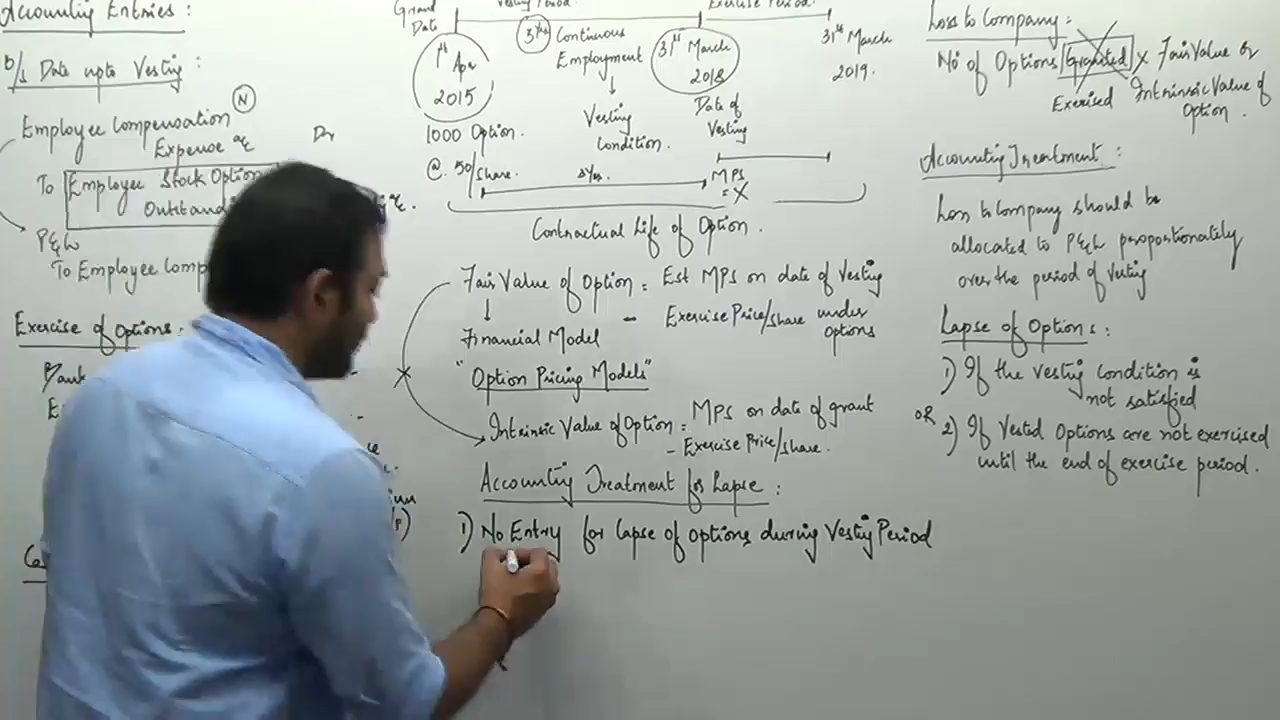 Accounting Entries :
B/s Date upto Vesting :
Employee Compensation (N)
Expense a/c Dr
To Employee Stock Option
Outstandi a/c.
P&L
To Employee Comp
Exercise of Options :
Bank
Grand
Date
Vesting Period
Exercise Period
1st Apr
2015
3 Yrs Continuous
Employment
31st March
2018
31st March
2019.
1000 Option.
@. 50/share.
Vesting
Condition.
Date of
Vesting
3Yrs.
MPS
= X
Contractual Life of Option.
Fair Value of Option = Est MPS on date of Vesting
- Exercise Price/share under
options
Financial Model
"Option Pricing Models"
Intrinsic Value of Option = MPS on date of grant
- Exercise Price/share.
Accounting Treatment for Lapse :
1) No Entry for lapse of options during Vesting Period
Loss to Company :
No of Options Granted x Fair Value or
Exerised Intrinsic Value of
Option.
Accounting Treatment :
Loss to Company should be
allocated to P&L proportionately
over the period of vesting
Lapse of Options :
1) If the vesting condition is
not satisfied
OR
2) If Vested Options are not exercised
until the end of exercise period.